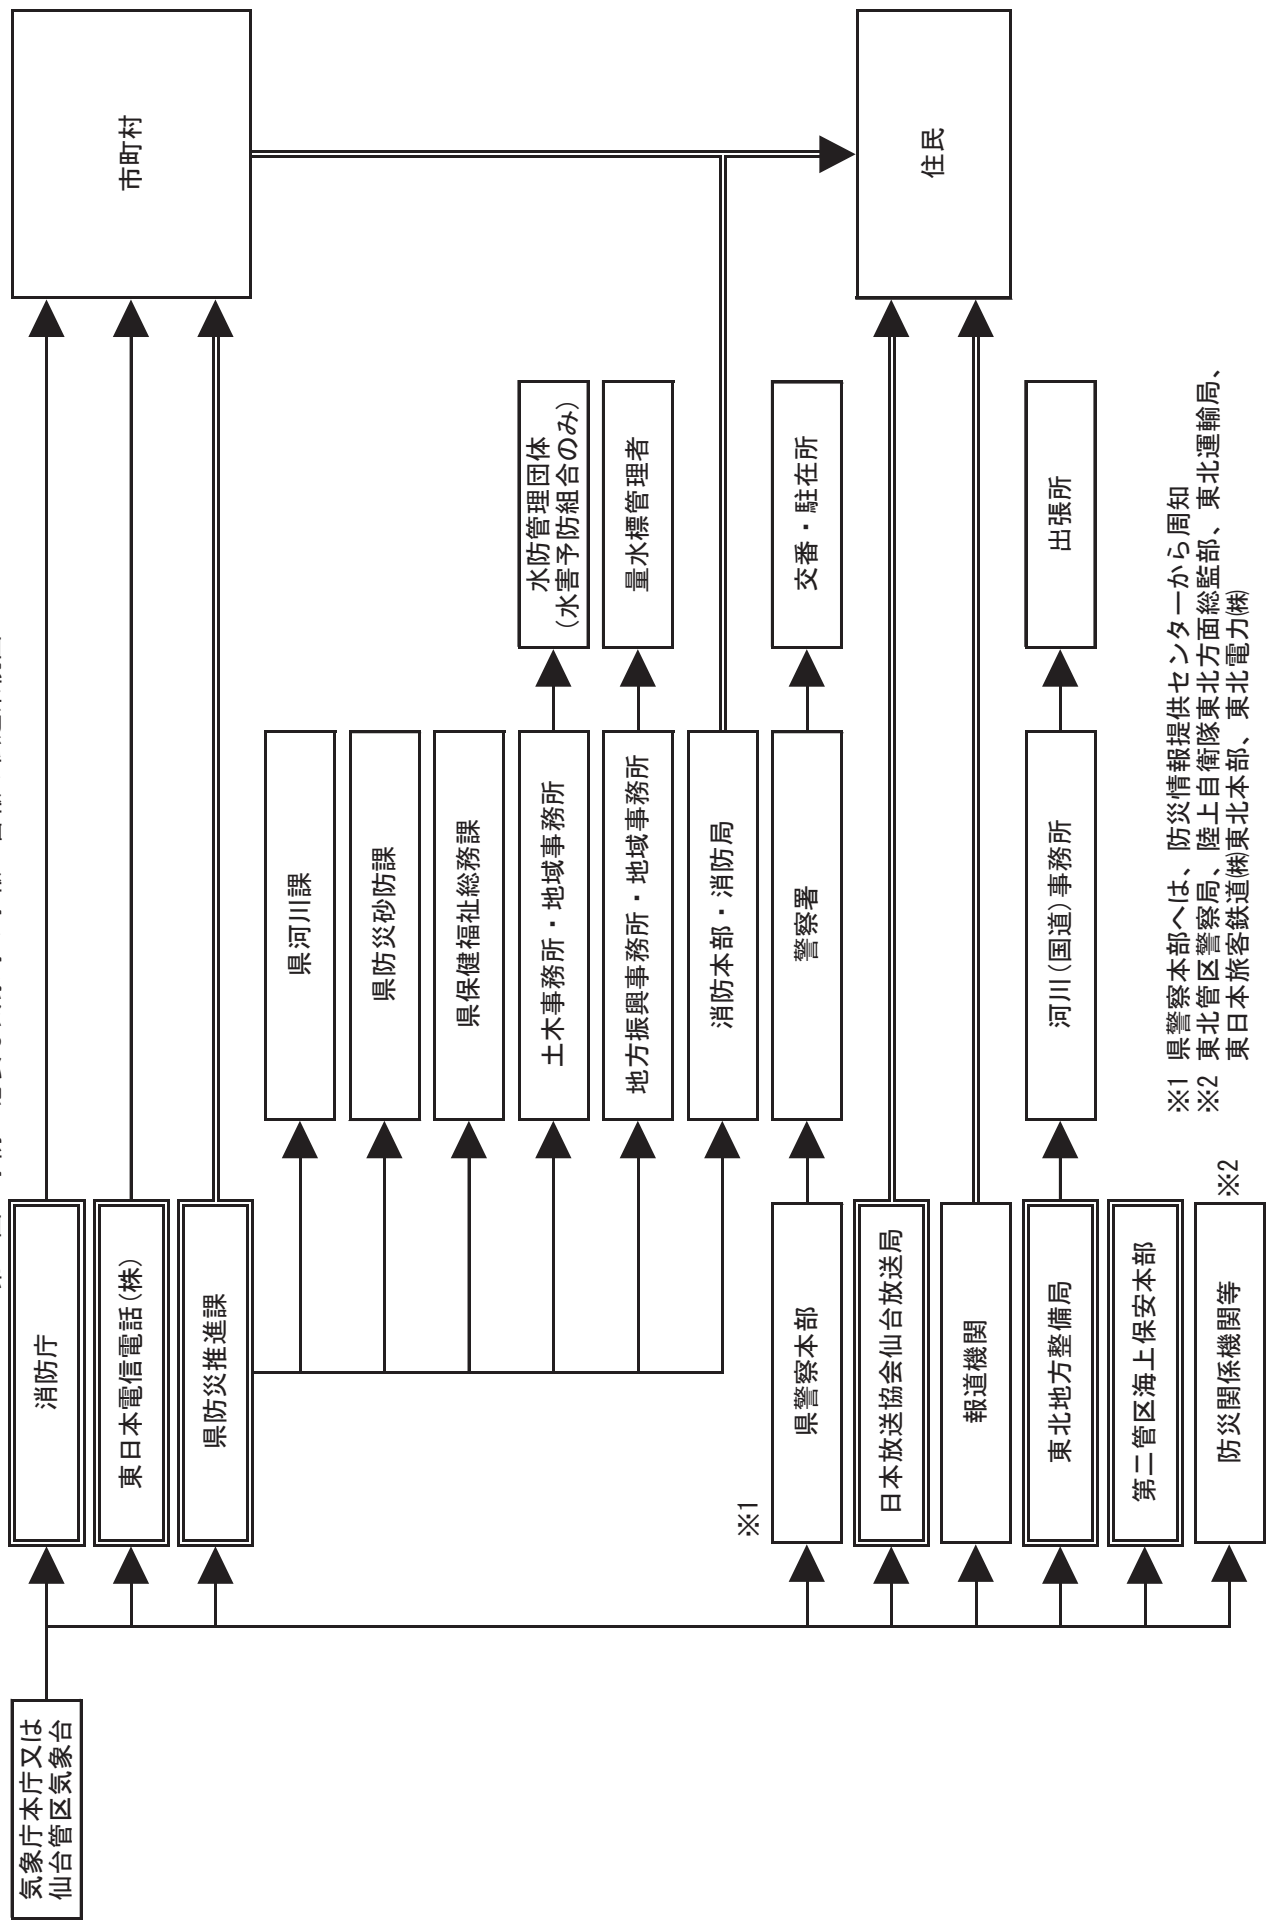 気象庁本庁又は
仙台管区気象台
消防庁
東日本電信電話(株)
県防災推進課
※1
県警察本部
日本放送協会仙台放送局
報道機関
東北地方整備局
第二管区海上保安本部
防災関係機関等
※2
県河川課
県防災砂防課
県保健福祉総務課
土木事務所・地域事務所
地方振興事務所・地域事務所
消防本部・消防局
警察署
河川(国道)事務所
水防管理団体
(水害予防組合のみ)
量水標管理者
交番・駐在所
出張所
市町村
住民
※1 県警察本部へは、防災情報提供センターから周知
※2 東北管区警察局、陸上自衛隊東北方面総監部、東北運輸局、
東日本旅客鉄道㈱東北本部、東北電力㈱